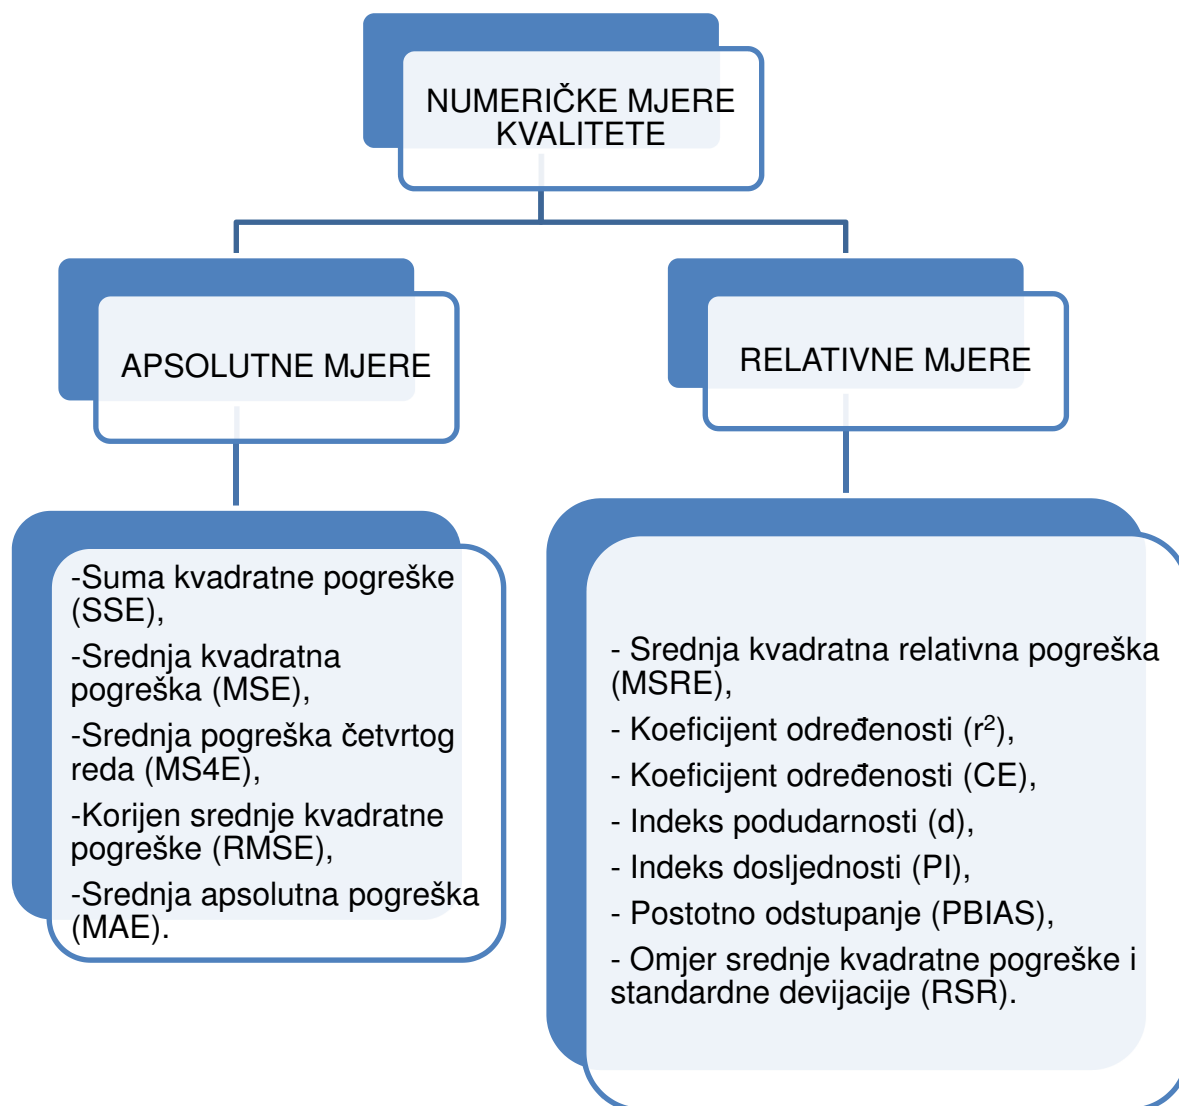 NUMERIČKE MJERE
KVALITETE
APSOLUTNE MJERE
RELATIVNE MJERE
-Suma kvadratne pogreške
(SSE),
-Srednja kvadratna
pogreška (MSE),
-Srednja pogreška četvrtog
reda (MS4E),
-Korijen srednje kvadratne
pogreške (RMSE),
-Srednja apsolutna pogreška
(MAE).
- Srednja kvadratna relativna pogreška
(MSRE),
- Koeficijent određenosti (r²),
- Koeficijent određenosti (CE),
- Indeks podudarnosti (d),
- Indeks dosljednosti (PI),
- Postotno odstupanje (PBIAS),
- Omjer srednje kvadratne pogreške i
standardne devijacije (RSR).